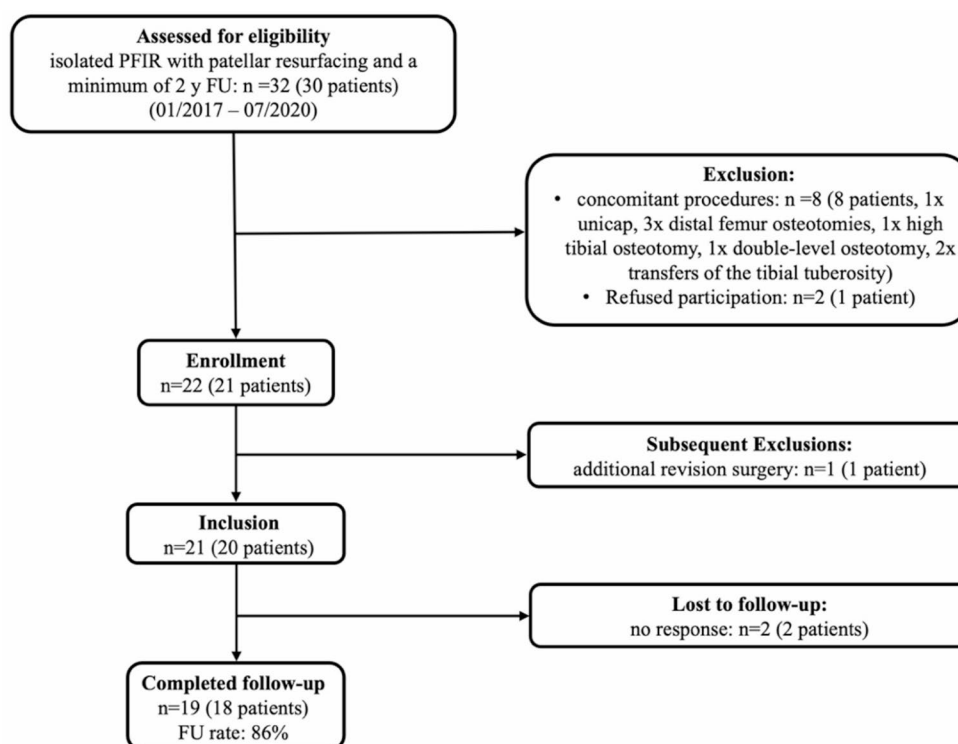 Assessed for eligibility
isolated PFIR with patellar resurfacing and a
minimum of 2 y FU: n =32 (30 patients)
(01/2017 – 07/2020)
Exclusion:
• concomitant procedures: n =8 (8 patients, 1x
unicap, 3x distal femur osteotomies, 1x high
tibial osteotomy, 1x double-level osteotomy, 2x
transfers of the tibial tuberosity)
• Refused participation: n=2 (1 patient)
Enrollment
n=22 (21 patients)
Subsequent Exclusions:
additional revision surgery: n=1 (1 patient)
Inclusion
n=21 (20 patients)
Lost to follow-up:
no response: n=2 (2 patients)
Completed follow-up
n=19 (18 patients)
FU rate: 86%